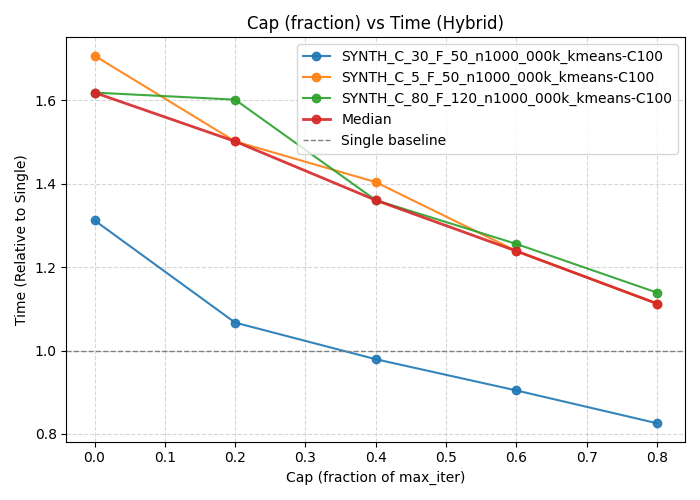 Cap (fraction) vs Time (Hybrid)
SYNTH_C_30_F_50_n1000_000k_kmeans-C100
SYNTH_C_5_F_50_n1000_000k_kmeans-C100
SYNTH_C_80_F_120_n1000_000k_kmeans-C100
Median
Single baseline
Time (Relative to Single)
1.6
1.4
1.2
1.0
0.8
0.0 0.1 0.2 0.3 0.4 0.5 0.6 0.7 0.8
Cap (fraction of max_iter)